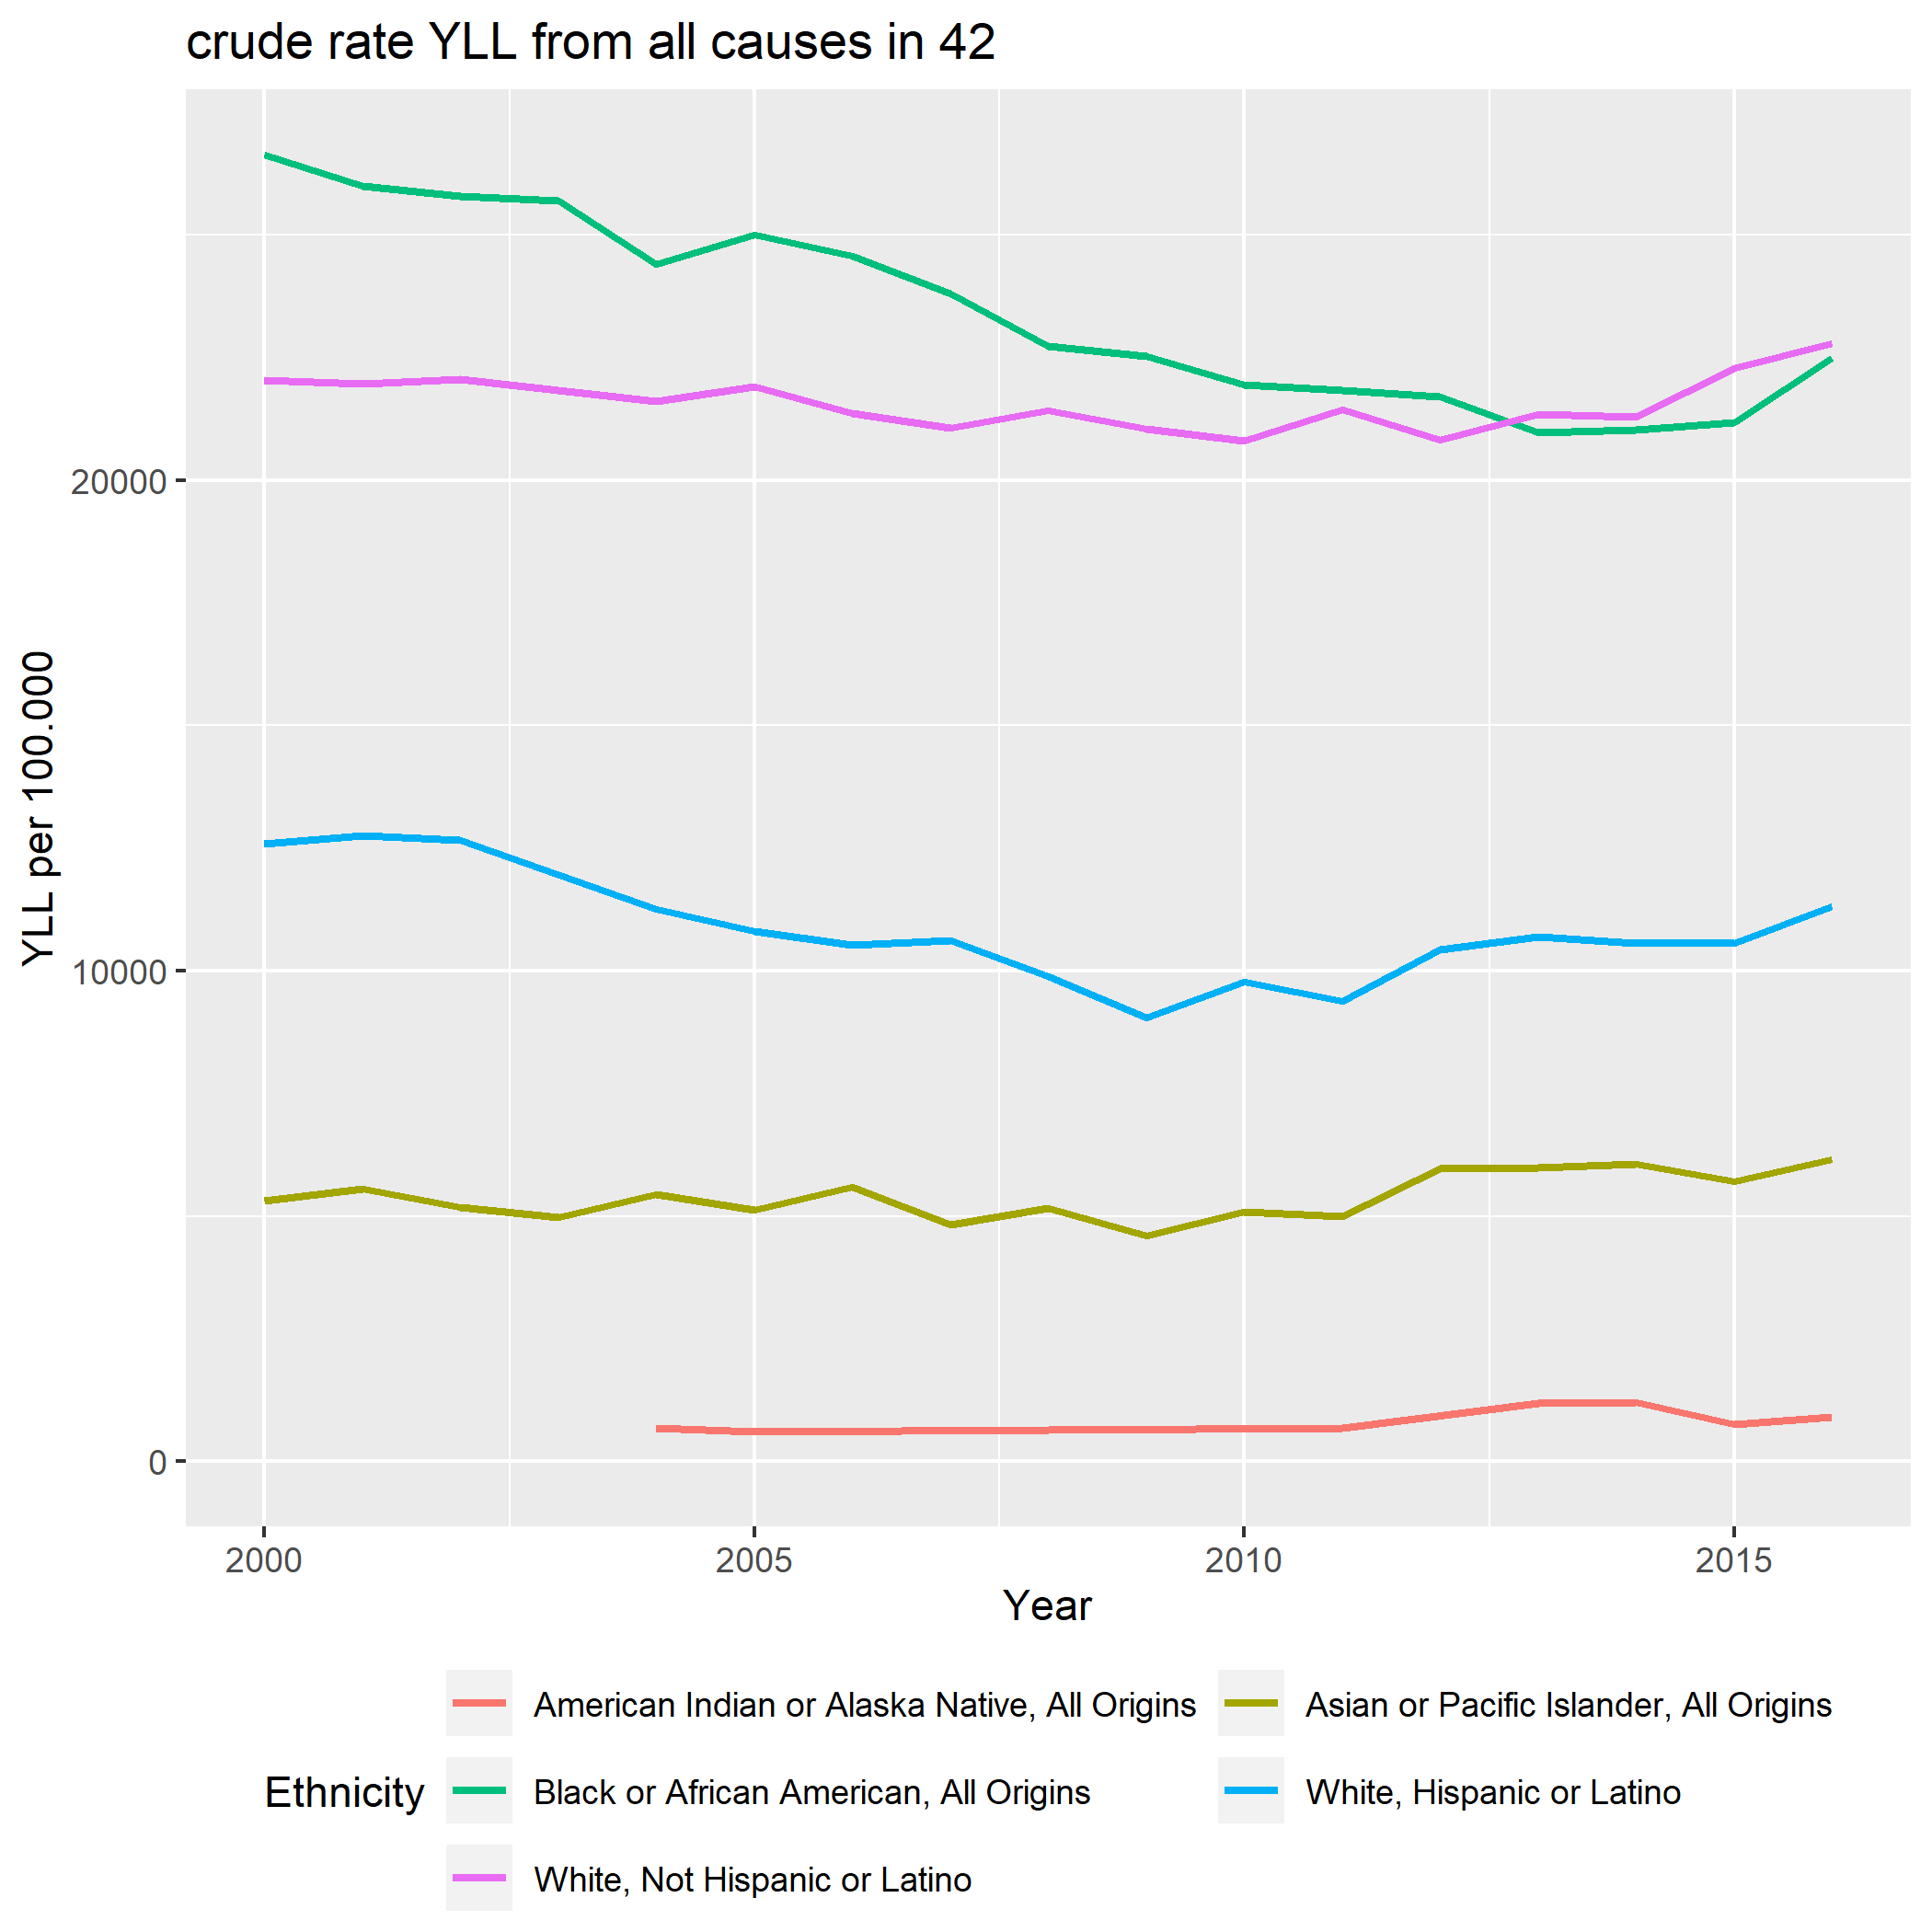 crude rate YLL from all causes in 42
YLL per 100.000
20000
10000
0
2000 2005 2010 2015
Year
Ethnicity
American Indian or Alaska Native, All Origins
Asian or Pacific Islander, All Origins
Black or African American, All Origins
White, Hispanic or Latino
White, Not Hispanic or Latino